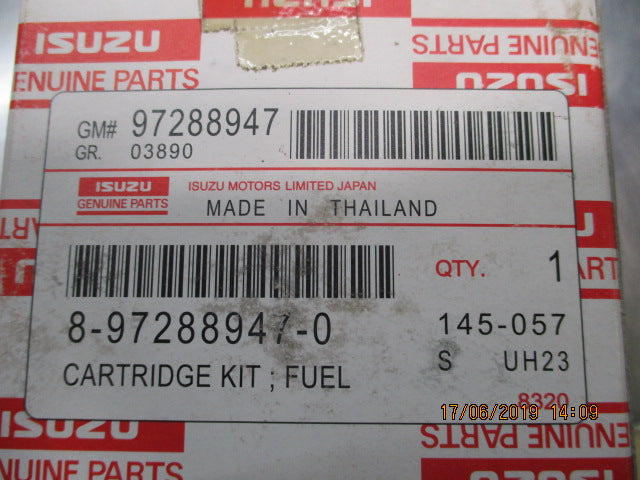 ISUZU
GENUINE PARTS
GENUINE PARTS
ISUZU
GM# 97288947
GR. 03890
ISUZU
GENUINE PARTS
ISUZU MOTORS LIMITED JAPAN
MADE IN THAILAND
QTY. 1
8-97288947-0
145-057
S UH23
CARTRIDGE KIT ; FUEL
8320
17/06/2019 14:09
ISUZU
ISUZU
UINE PARTS
GENUINE PARTS